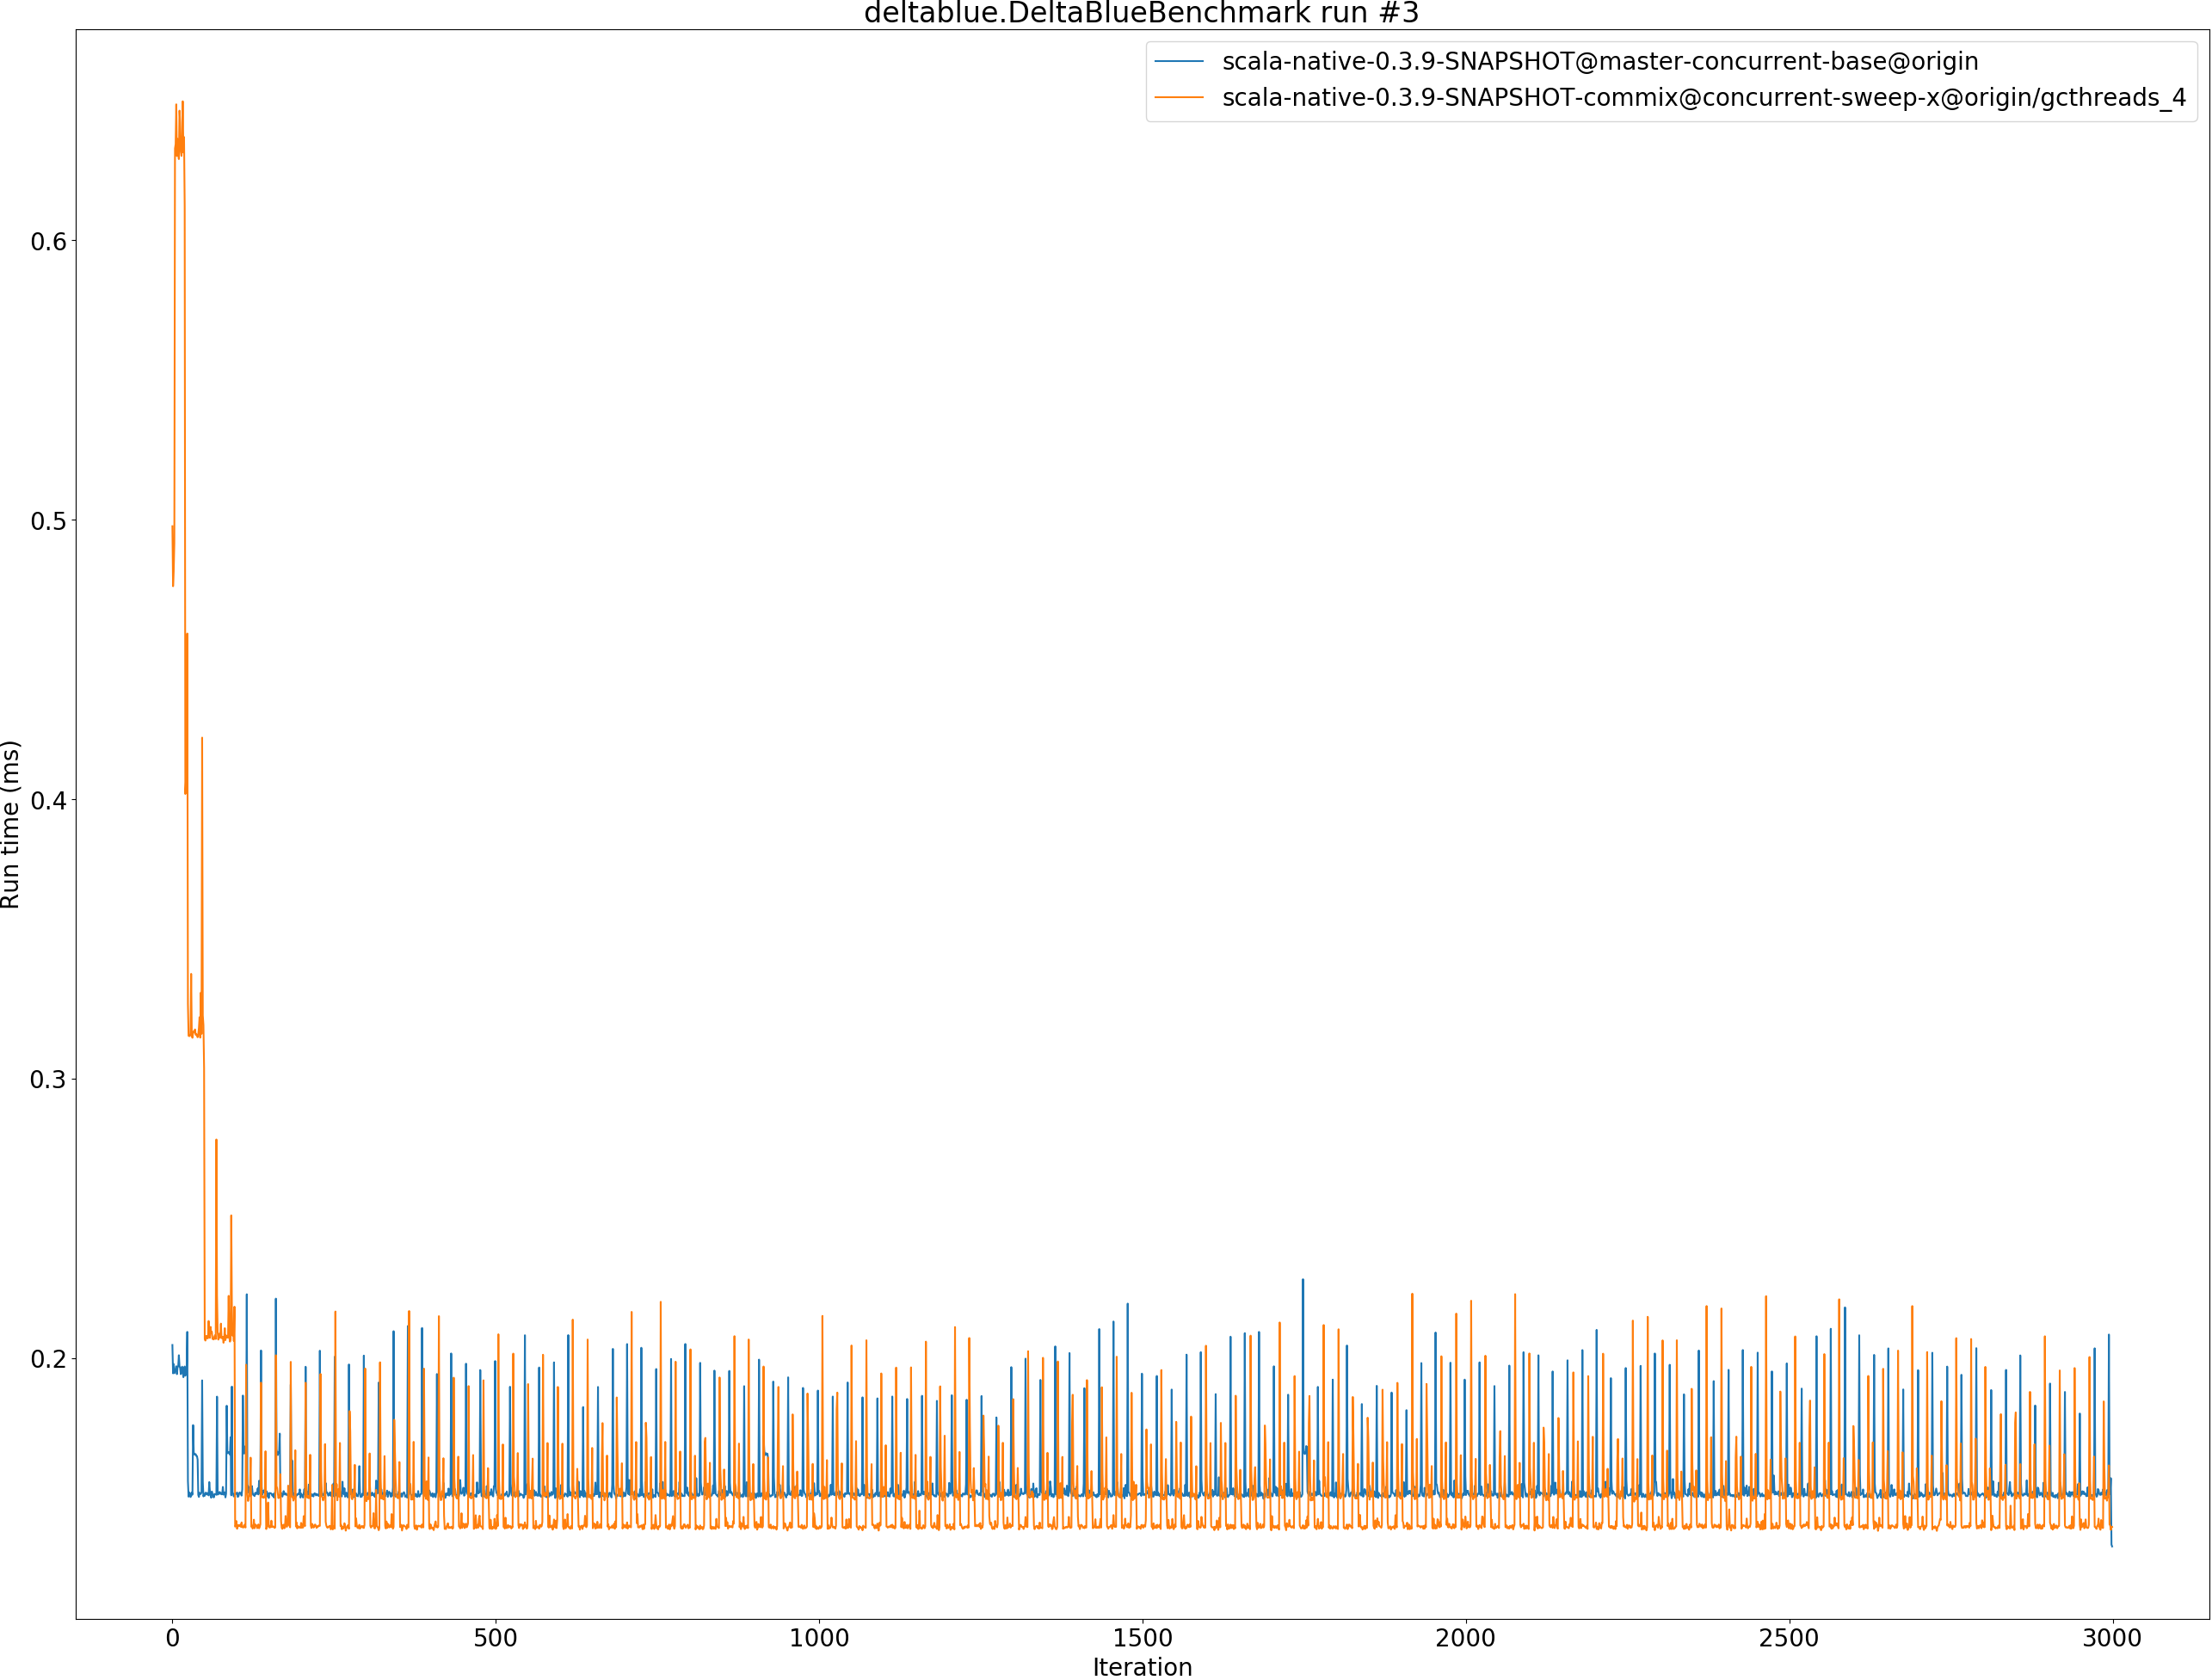 deltablue.DeltaBlueBenchmark run #3
scala-native-0.3.9-SNAPSHOT@master-concurrent-base@origin
scala-native-0.3.9-SNAPSHOT-commix@concurrent-sweep-x@origin/gcthreads_4
Run time (ms)
0.6
0.5
0.4
0.3
0.2
0
500
1000
1500
2000
2500
3000
Iteration